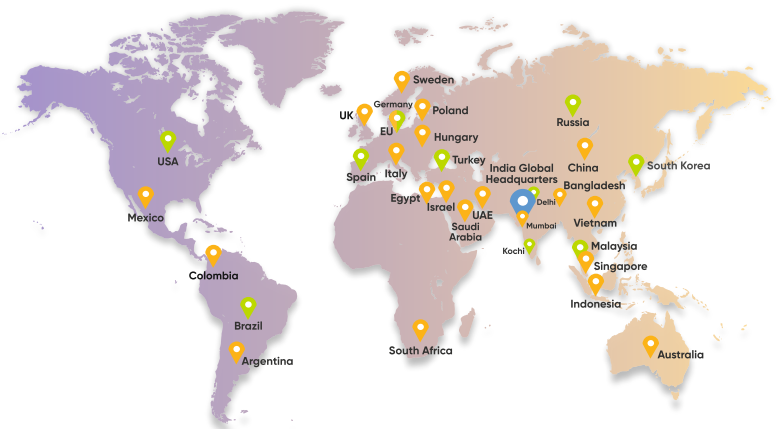 Sweden
Germany
UK
Poland
EU
Russia
Hungary
USA
Turkey
South Korea
Italy
India Global
Headquarters
China
Spain
Bangladesh
Egypt
Israel
Delhi
Mexico
UAE
Saudi
Arabia
Mumbai
Vietnam
Kochi
Malaysia
Singapore
Colombia
Indonesia
Brazil
South Africa
Australia
Argentina